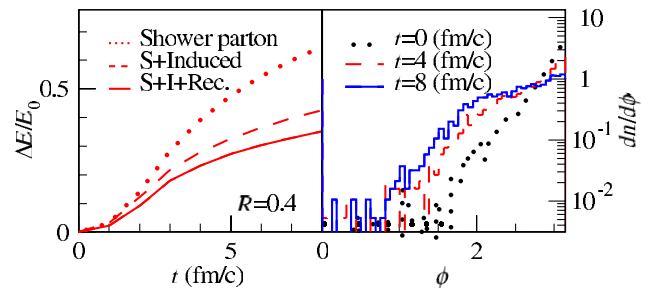 Shower parton
S+Induced
S+I+Rec.
R=0.4
ΔE/E₀
0.5
0
0 5
t (fm/c)
t=0 (fm/c)
t=4 (fm/c)
t=8 (fm/c)
0 2
ϕ
10
1
10⁻¹
10⁻²
dn/dϕ